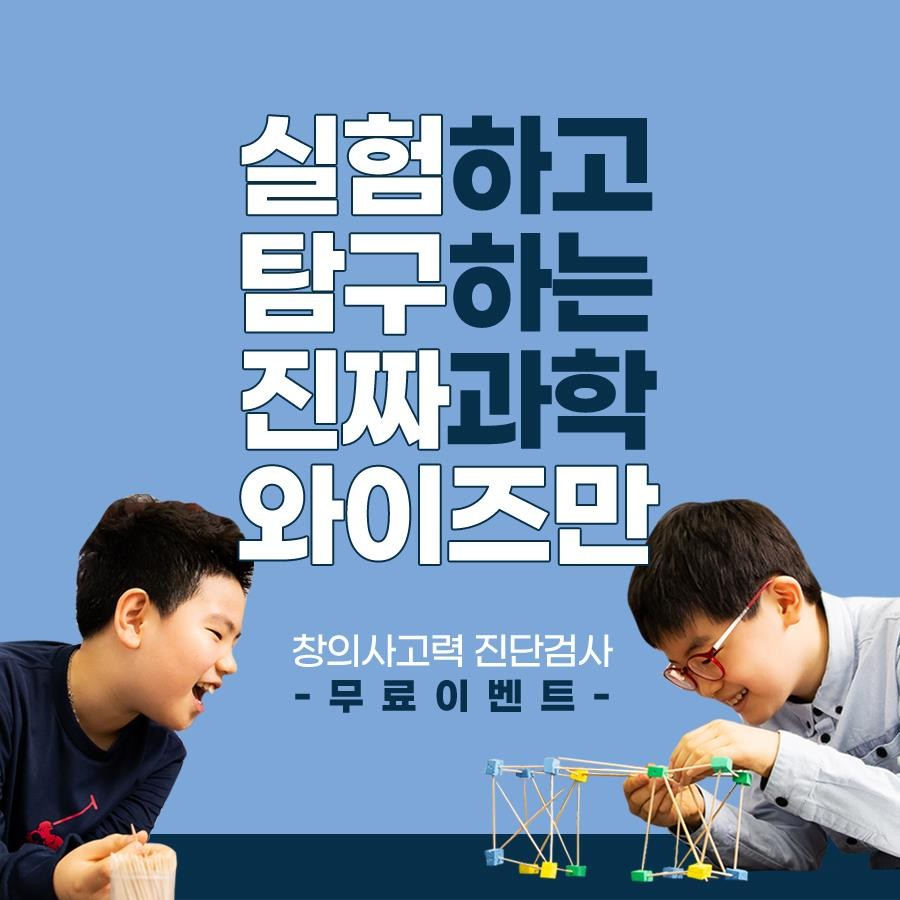 실험하고
탐구하는
진짜과학
와이즈만
창의사고력 진단검사
- 무료이벤트 -